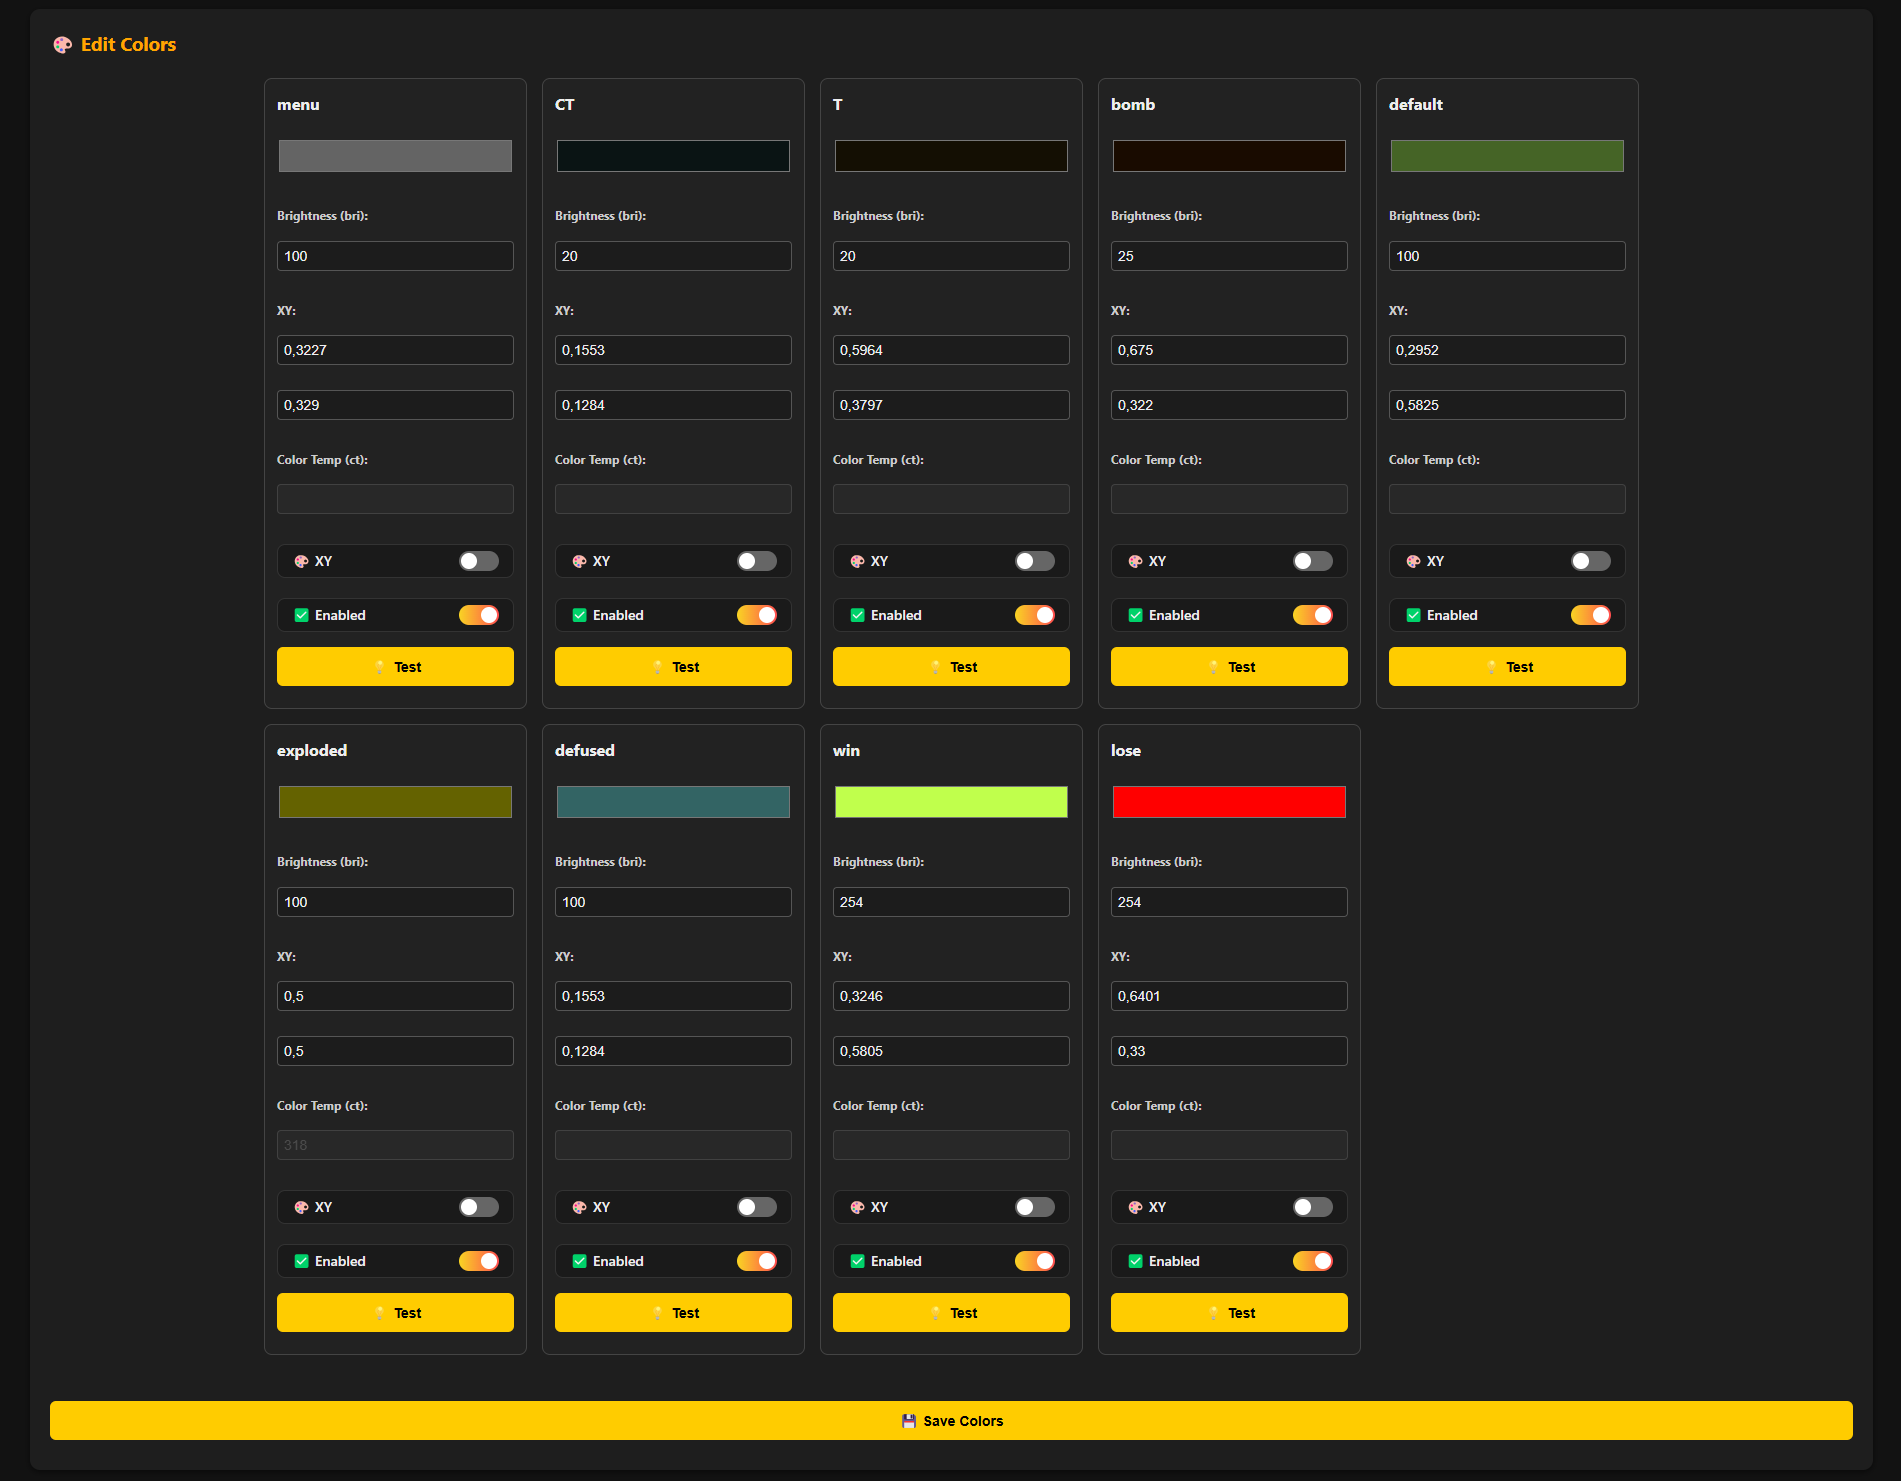 Edit Colors
menu
Brightness (bri):
100
XY:
0,3227
0,329
Color Temp (ct):
XY
Enabled
Test
CT
Brightness (bri):
20
XY:
0,1553
0,1284
Color Temp (ct):
XY
Enabled
Test
T
Brightness (bri):
20
XY:
0,5964
0,3797
Color Temp (ct):
XY
Enabled
Test
bomb
Brightness (bri):
25
XY:
0,675
0,322
Color Temp (ct):
XY
Enabled
Test
default
Brightness (bri):
100
XY:
0,2952
0,5825
Color Temp (ct):
XY
Enabled
Test
exploded
Brightness (bri):
100
XY:
0,5
0,5
Color Temp (ct):
318
XY
Enabled
Test
defused
Brightness (bri):
100
XY:
0,1553
0,1284
Color Temp (ct):
XY
Enabled
Test
win
Brightness (bri):
254
XY:
0,3246
0,5805
Color Temp (ct):
XY
Enabled
Test
lose
Brightness (bri):
254
XY:
0,6401
0,33
Color Temp (ct):
XY
Enabled
Test
Save Colors